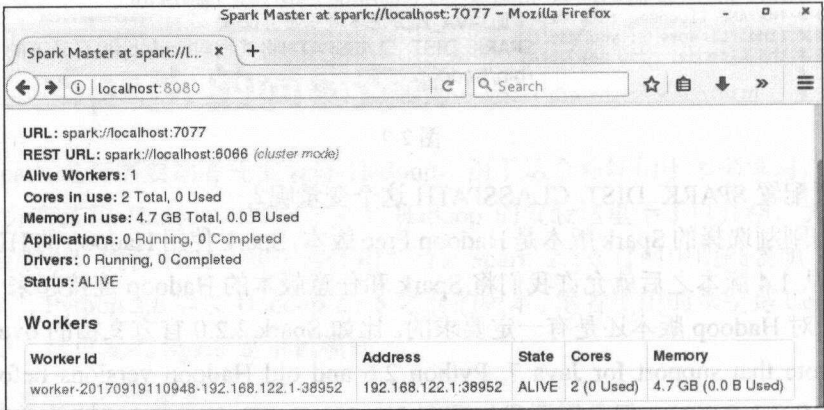 Spark Master at spark://localhost:7077 - Mozilla Firefox
Spark Master at spark://l... × +
localhost:8080
Search
URL: spark://localhost:7077
REST URL: spark://localhost:6066 (cluster mode)
Alive Workers: 1
Cores in use: 2 Total, 0 Used
Memory in use: 4.7 GB Total, 0.0 B Used
Applications: 0 Running, 0 Completed
Drivers: 0 Running, 0 Completed
Status: ALIVE
Workers
Worker Id Address State Cores Memory
worker-20170919110948-192.168.122.1-38952 192.168.122.1:38952 ALIVE 2 (0 Used) 4.7 GB (0.0 B Used)